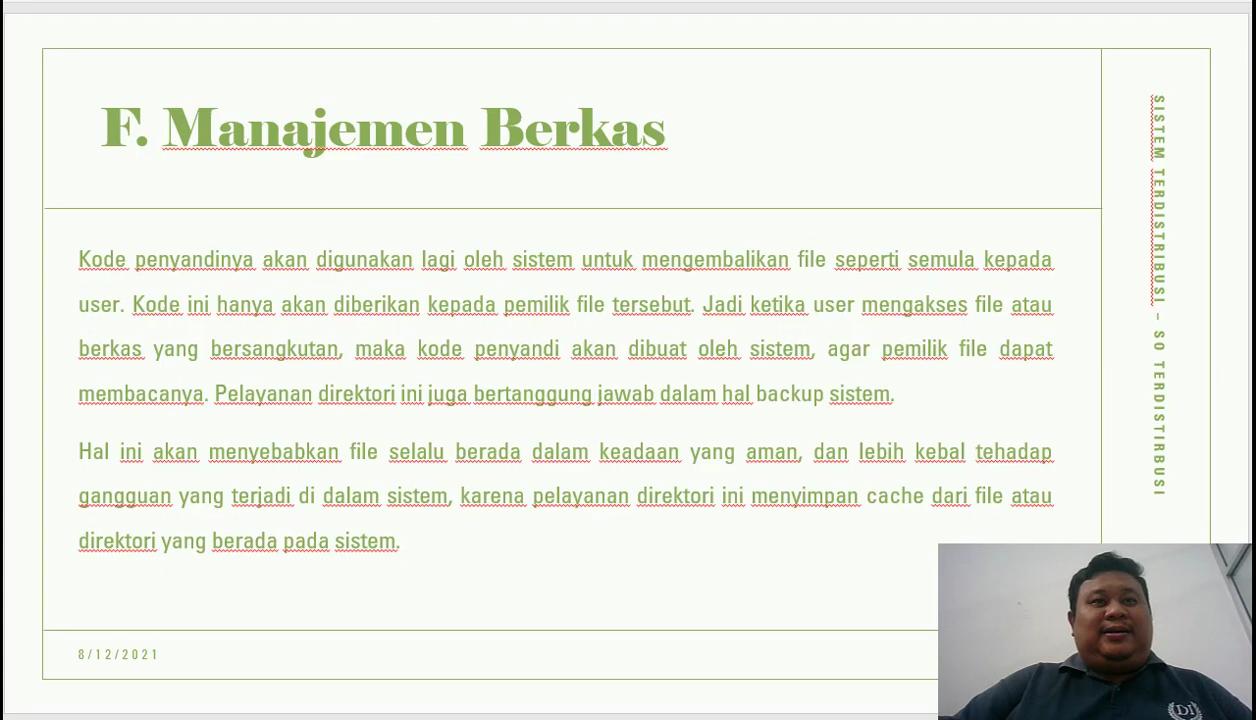 F. Manajemen Berkas
Kode penyandinya akan digunakan lagi oleh sistem untuk mengembalikan file seperti semula kepada
user. Kode ini hanya akan diberikan kepada pemilik file tersebut. Jadi ketika user mengakses file atau
berkas yang bersangkutan, maka kode penyandi akan dibuat oleh sistem, agar pemilik file dapat
membacanya. Pelayanan direktori ini juga bertanggung jawab dalam hal backup sistem.
Hal ini akan menyebabkan file selalu berada dalam keadaan yang aman, dan lebih kebal tehadap
gangguan yang terjadi di dalam sistem, karena pelayanan direktori ini menyimpan cache dari file atau
direktori yang berada pada sistem.
8/12/2021
SISTEM TERDISTRIBUSI – SO TERDISTIRBUSI
DI